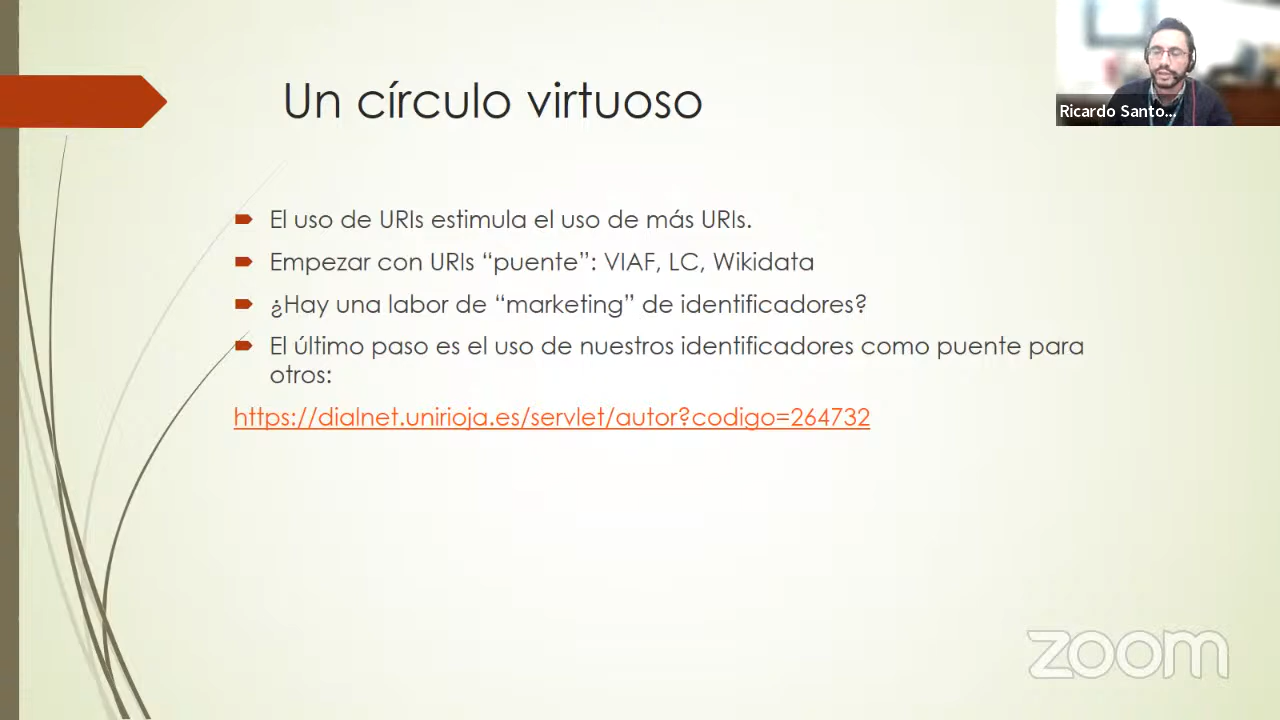 Un círculo virtuoso
Ricardo Santo...
El uso de URIs estimula el uso de más URIs.
Empezar con URIs “puente”: VIAF, LC, Wikidata
¿Hay una labor de “marketing” de identificadores?
El último paso es el uso de nuestros identificadores como puente para
otros:
https://dialnet.unirioja.es/servlet/autor?codigo=264732
zoom